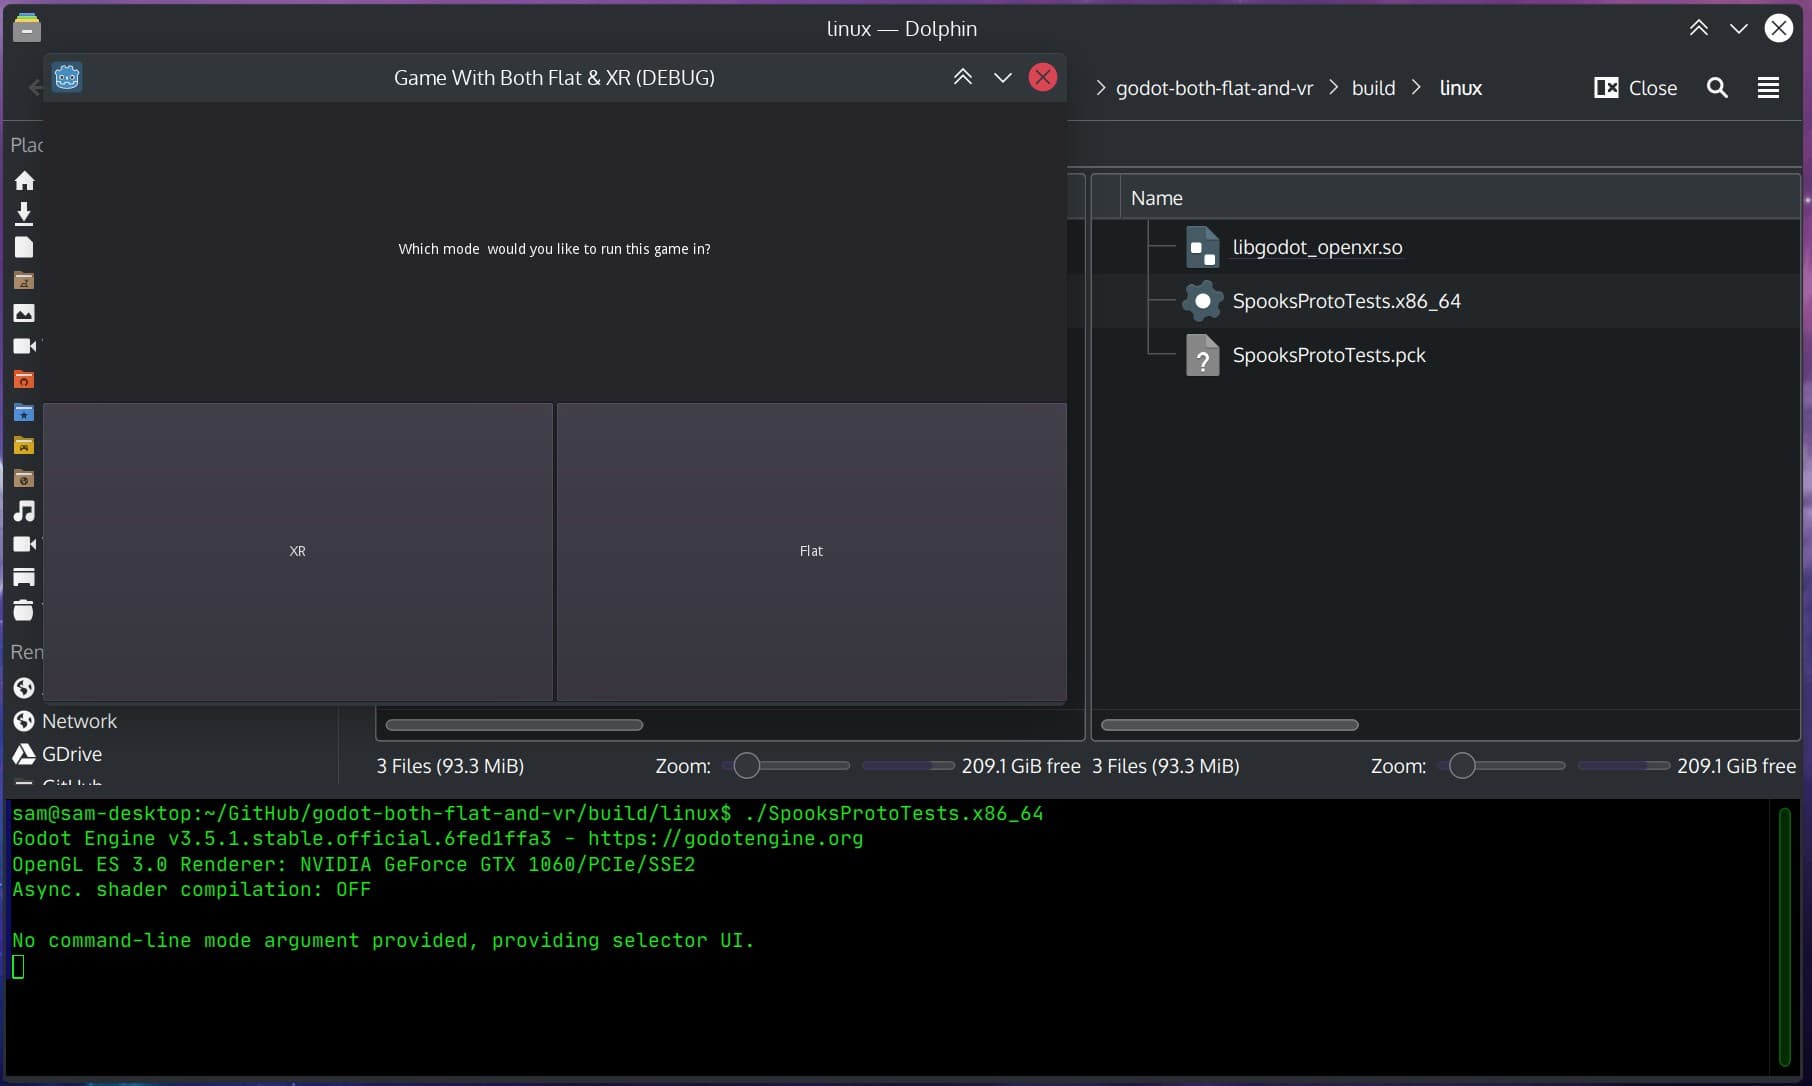 linux — Dolphin
Game With Both Flat & XR (DEBUG)
godot-both-flat-and-vr build linux Close
Plac
Name
Which mode  would you like to run this game in?
libgodot_openxr.so
SpooksProtoTests.x86_64
SpooksProtoTests.pck
XR Flat
Ren
Network
GDrive
GitHub
3 Files (93.3 MiB) Zoom: 209.1 GiB free 3 Files (93.3 MiB) Zoom: 209.1 GiB free
sam@sam-desktop:~/GitHub/godot-both-flat-and-vr/build/linux$ ./SpooksProtoTests.x86_64
Godot Engine v3.5.1.stable.official.6fed1ffa3 - https://godotengine.org
OpenGL ES 3.0 Renderer: NVIDIA GeForce GTX 1060/PCIe/SSE2
Async. shader compilation: OFF
No command-line mode argument provided, providing selector UI.